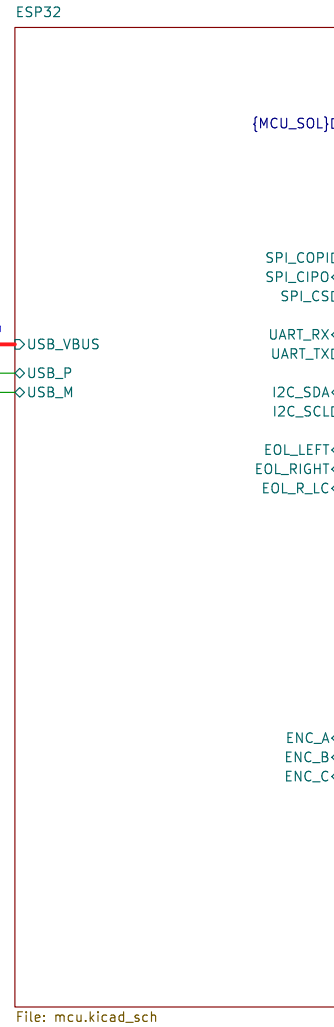 ESP32
{MCU_SOL}
SPI_COPI
SPI_CIPO
SPI_CS
UART_RX
USB_VBUS
UART_TX
USB_P
USB_M
I2C_SDA
I2C_SCL
EOL_LEFT
EOL_RIGHT
EOL_R_LC
ENC_A
ENC_B
ENC_C
File: mcu.kicad_sch